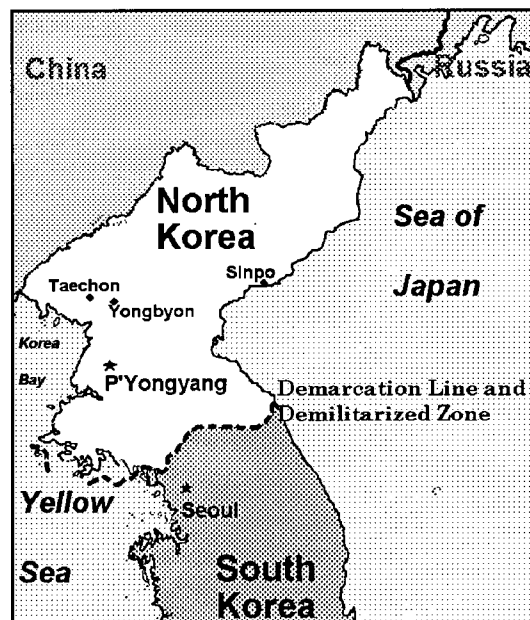 China
Russia
North
Korea
Sea of
Japan
Sinpo
Taechon
Yongbyon
Korea
Bay
P'Yongyang
Demarcation Line and
Demilitarized Zone
Yellow
Sea
Seoul
South
Korea